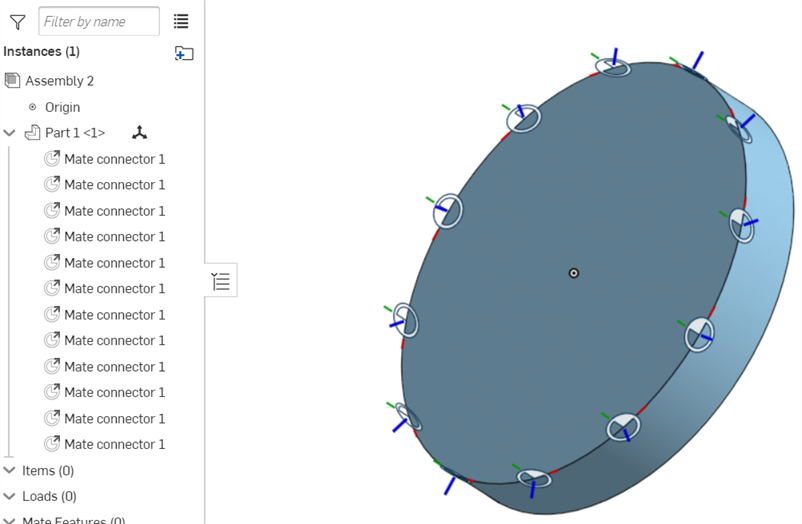 Filter by name
Instances (1)
Assembly 2
Origin
Part 1 <1>
Mate connector 1
Mate connector 1
Mate connector 1
Mate connector 1
Mate connector 1
Mate connector 1
Mate connector 1
Mate connector 1
Mate connector 1
Mate connector 1
Mate connector 1
Mate connector 1
Items (0)
Loads (0)
Mate Features (0)